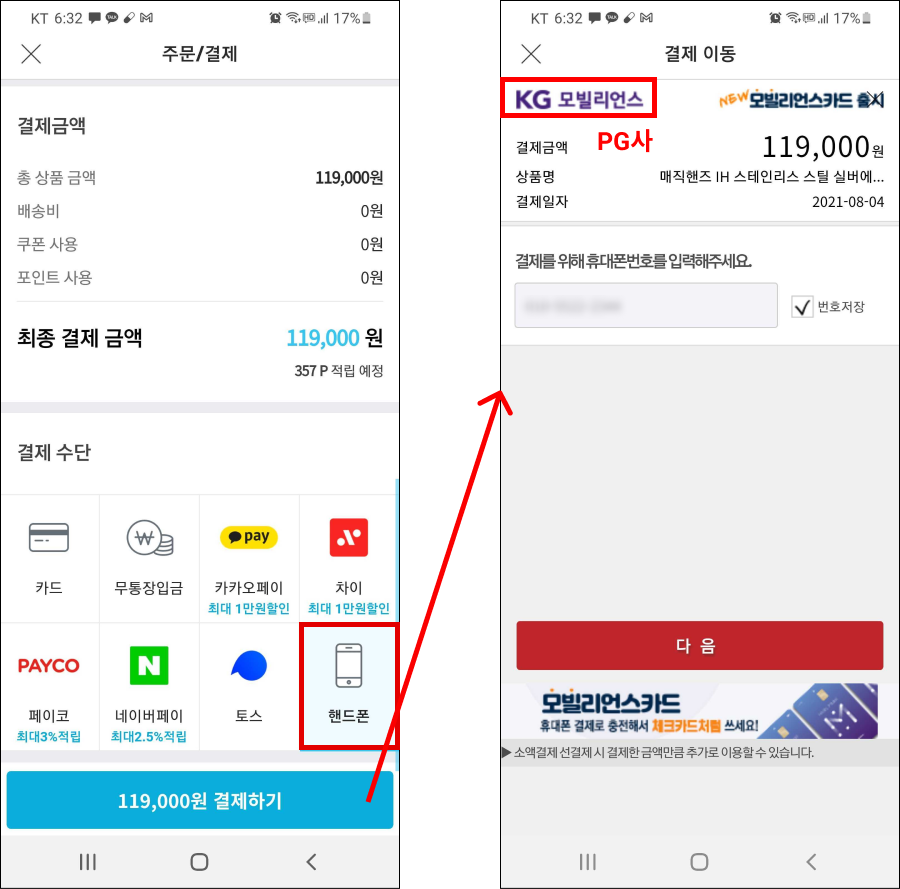 KT 6:32 17%
주문/결제
결제금액
총 상품 금액 119,000원
배송비 0원
쿠폰 사용 0원
포인트 사용 0원
최종 결제 금액 119,000 원
357 P 적립 예정
결제 수단
pay
카드 무통장입금 카카오페이 차이
최대 1만원할인 최대 1만원할인
PAYCO N
페이코 네이버페이 토스 핸드폰
최대3%적립 최대2.5%적립
119,000원 결제하기
KT 6:32 17%
결제 이동
KG 모빌리언스 NEW 모빌리언스카드 출시
PG사
결제금액 119,000원
상품명 매직핸즈 IH 스테인리스 스틸 실버에...
결제일자 2021-08-04
결제를 위해 휴대폰번호를 입력해주세요.
번호저장
다 음
모빌리언스카드
휴대폰 결제로 충전해서 체크카드처럼 쓰세요!
▶ 소액결제 선결제 시 결제한 금액만큼 추가로 이용할 수 있습니다.